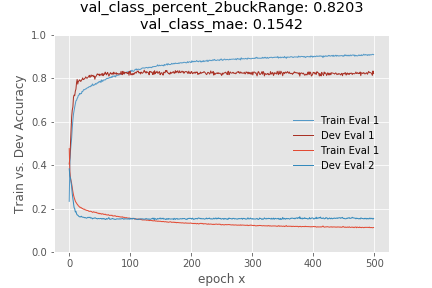 val_class_percent_2buckRange: 0.8203
val_class_mae: 0.1542
Train vs. Dev Accuracy
1.0
0.8
0.6
0.4
0.2
0.0
Train Eval 1
Dev Eval 1
Train Eval 1
Dev Eval 2
0
100
200
300
400
500
epoch x